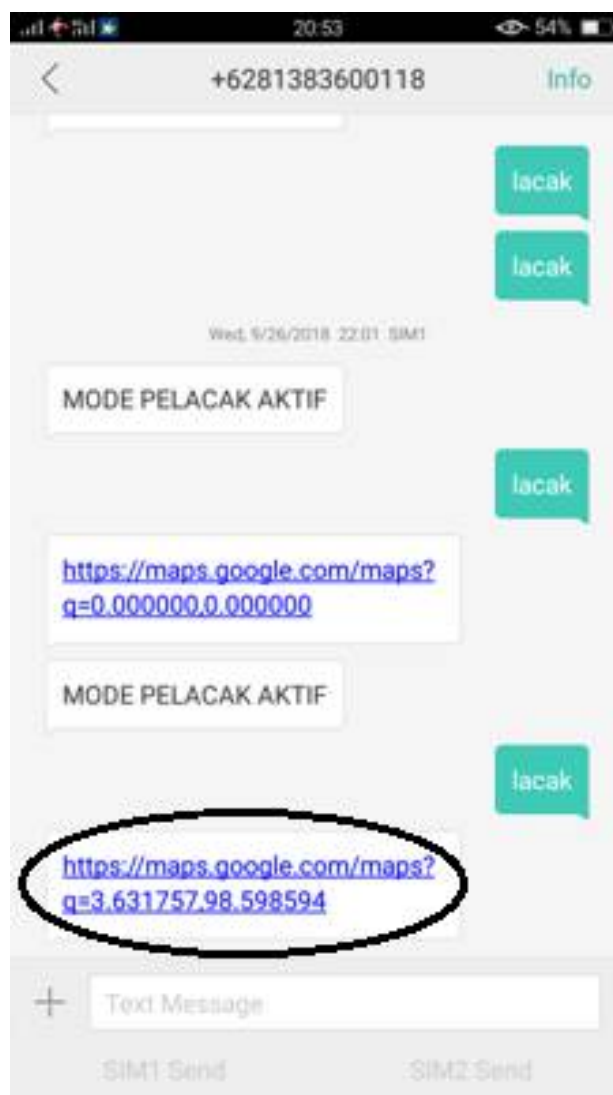 20:53
54%
+6281383600118
Info
lacak
lacak
Wed, 9/26/2018 22:01 SIM1
MODE PELACAK AKTIF
lacak
https://maps.google.com/maps?
q=0.000000,0.000000
MODE PELACAK AKTIF
lacak
https://maps.google.com/maps?
q=3.631757,98.598594
Text Message
SIM1 Send
SIM2 Send